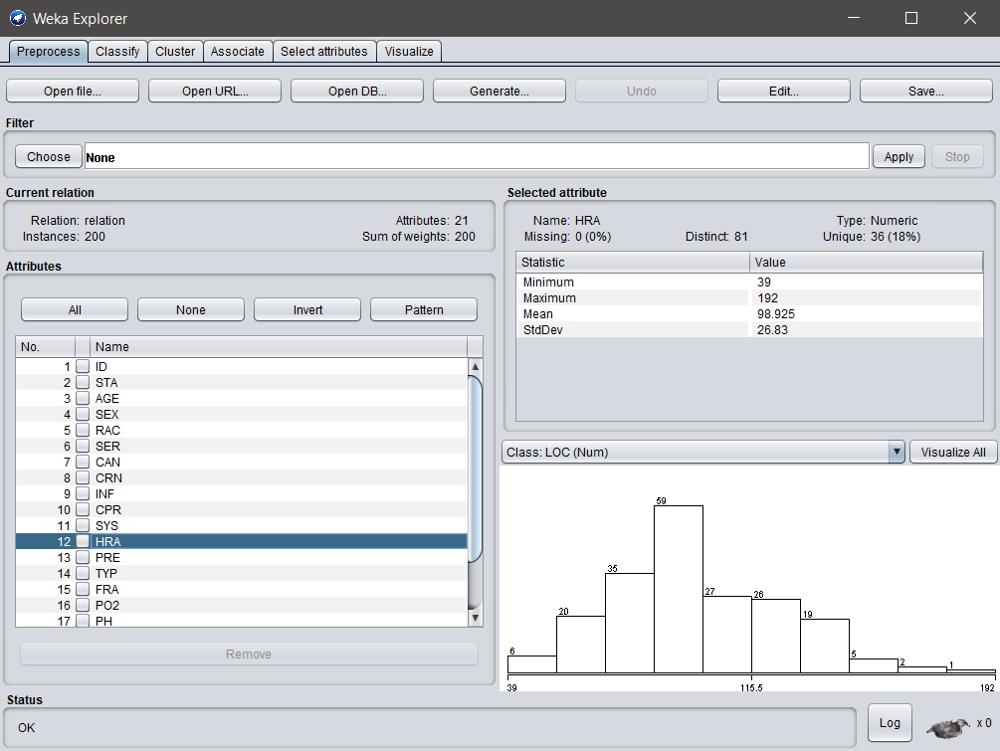 Weka Explorer
Preprocess Classify Cluster Associate Select attributes Visualize
Open file... Open URL... Open DB... Generate... Undo Edit... Save...
Filter
Choose None Apply Stop
Current relation
Relation: relation Attributes: 21
Instances: 200 Sum of weights: 200
Attributes
All None Invert Pattern
No. Name
1 ID
2 STA
3 AGE
4 SEX
5 RAC
6 SER
7 CAN
8 CRN
9 INF
10 CPR
11 SYS
12 HRA
13 PRE
14 TYP
15 FRA
16 PO2
17 PH
Remove
Selected attribute
Name: HRA Type: Numeric
Missing: 0 (0%) Distinct: 81 Unique: 36 (18%)
Statistic Value
Minimum 39
Maximum 192
Mean 98.925
StdDev 26.83
Class: LOC (Num) Visualize All
6 20 35 59 27 26 19 5 2 1
39 115.5 192
Status
OK Log x 0